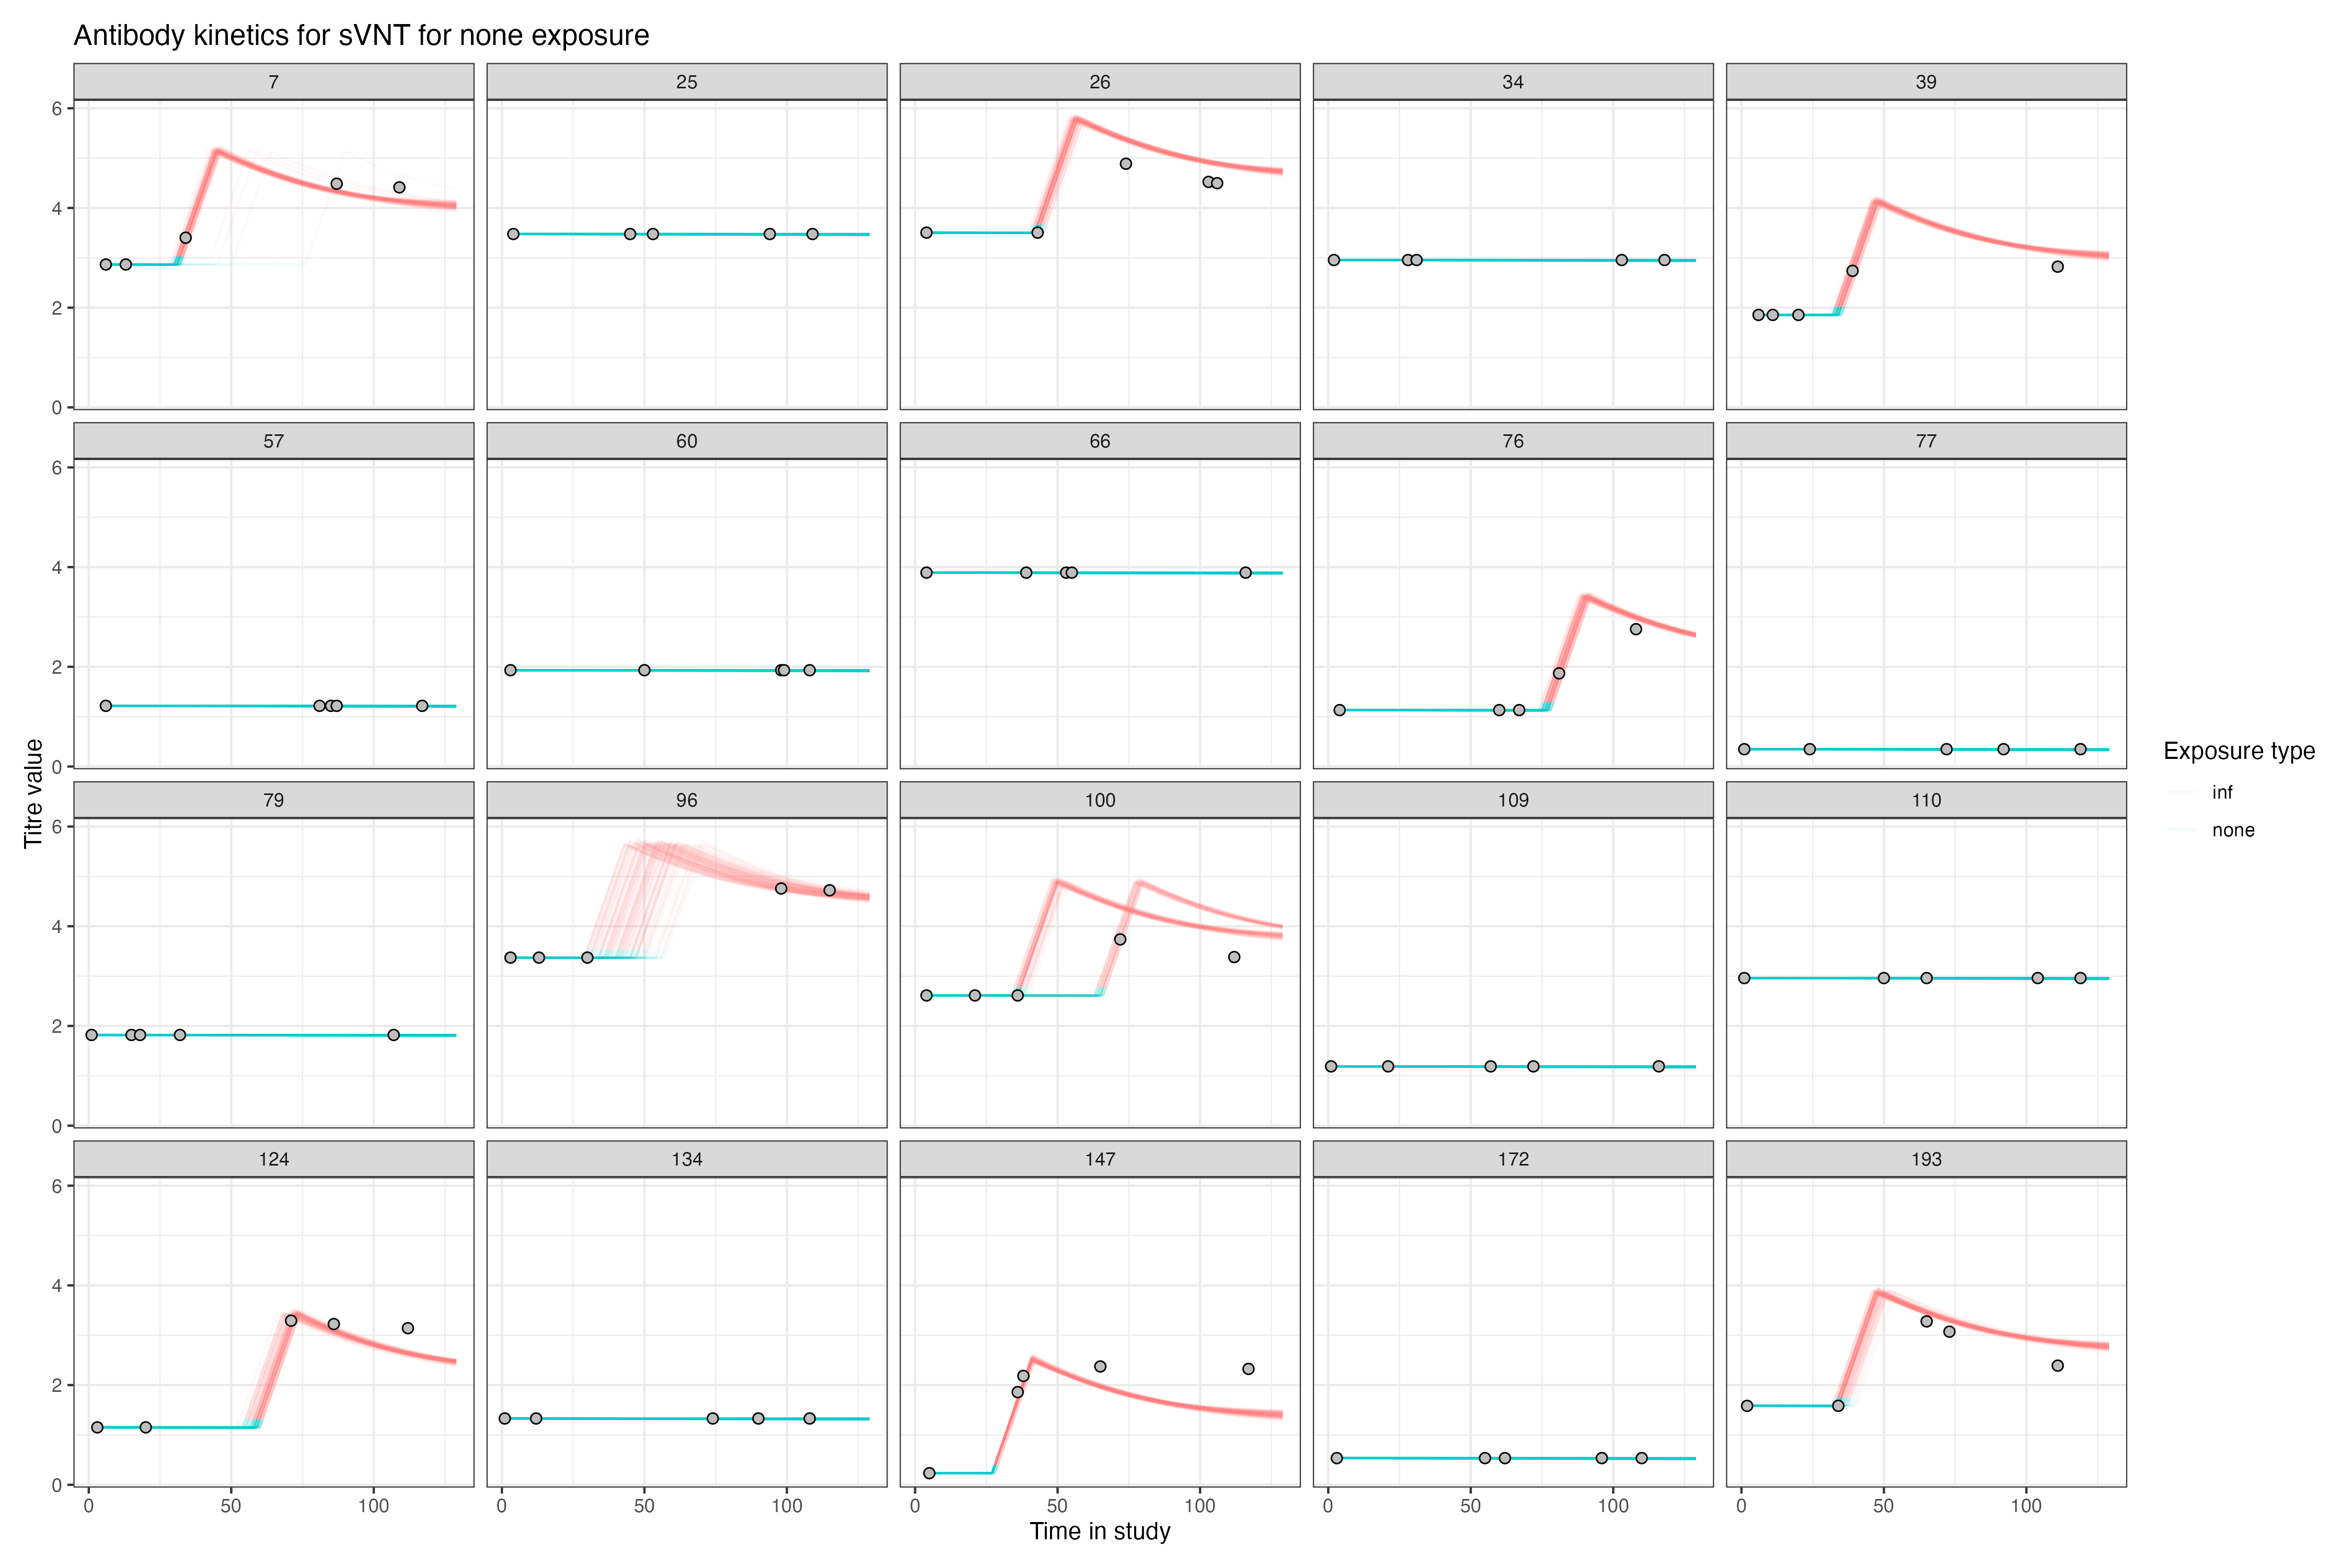 Antibody kinetics for sVNT for none exposure
7 25 26 34 39
6
4
2
0
57 60 66 76 77
6
4
2
0
79 96 100 109 110
6
4
2
0
124 134 147 172 193
6
4
2
0
0 50 100 0 50 100 0 50 100 0 50 100 0 50 100
Time in study
Titre value
Exposure type
inf
none